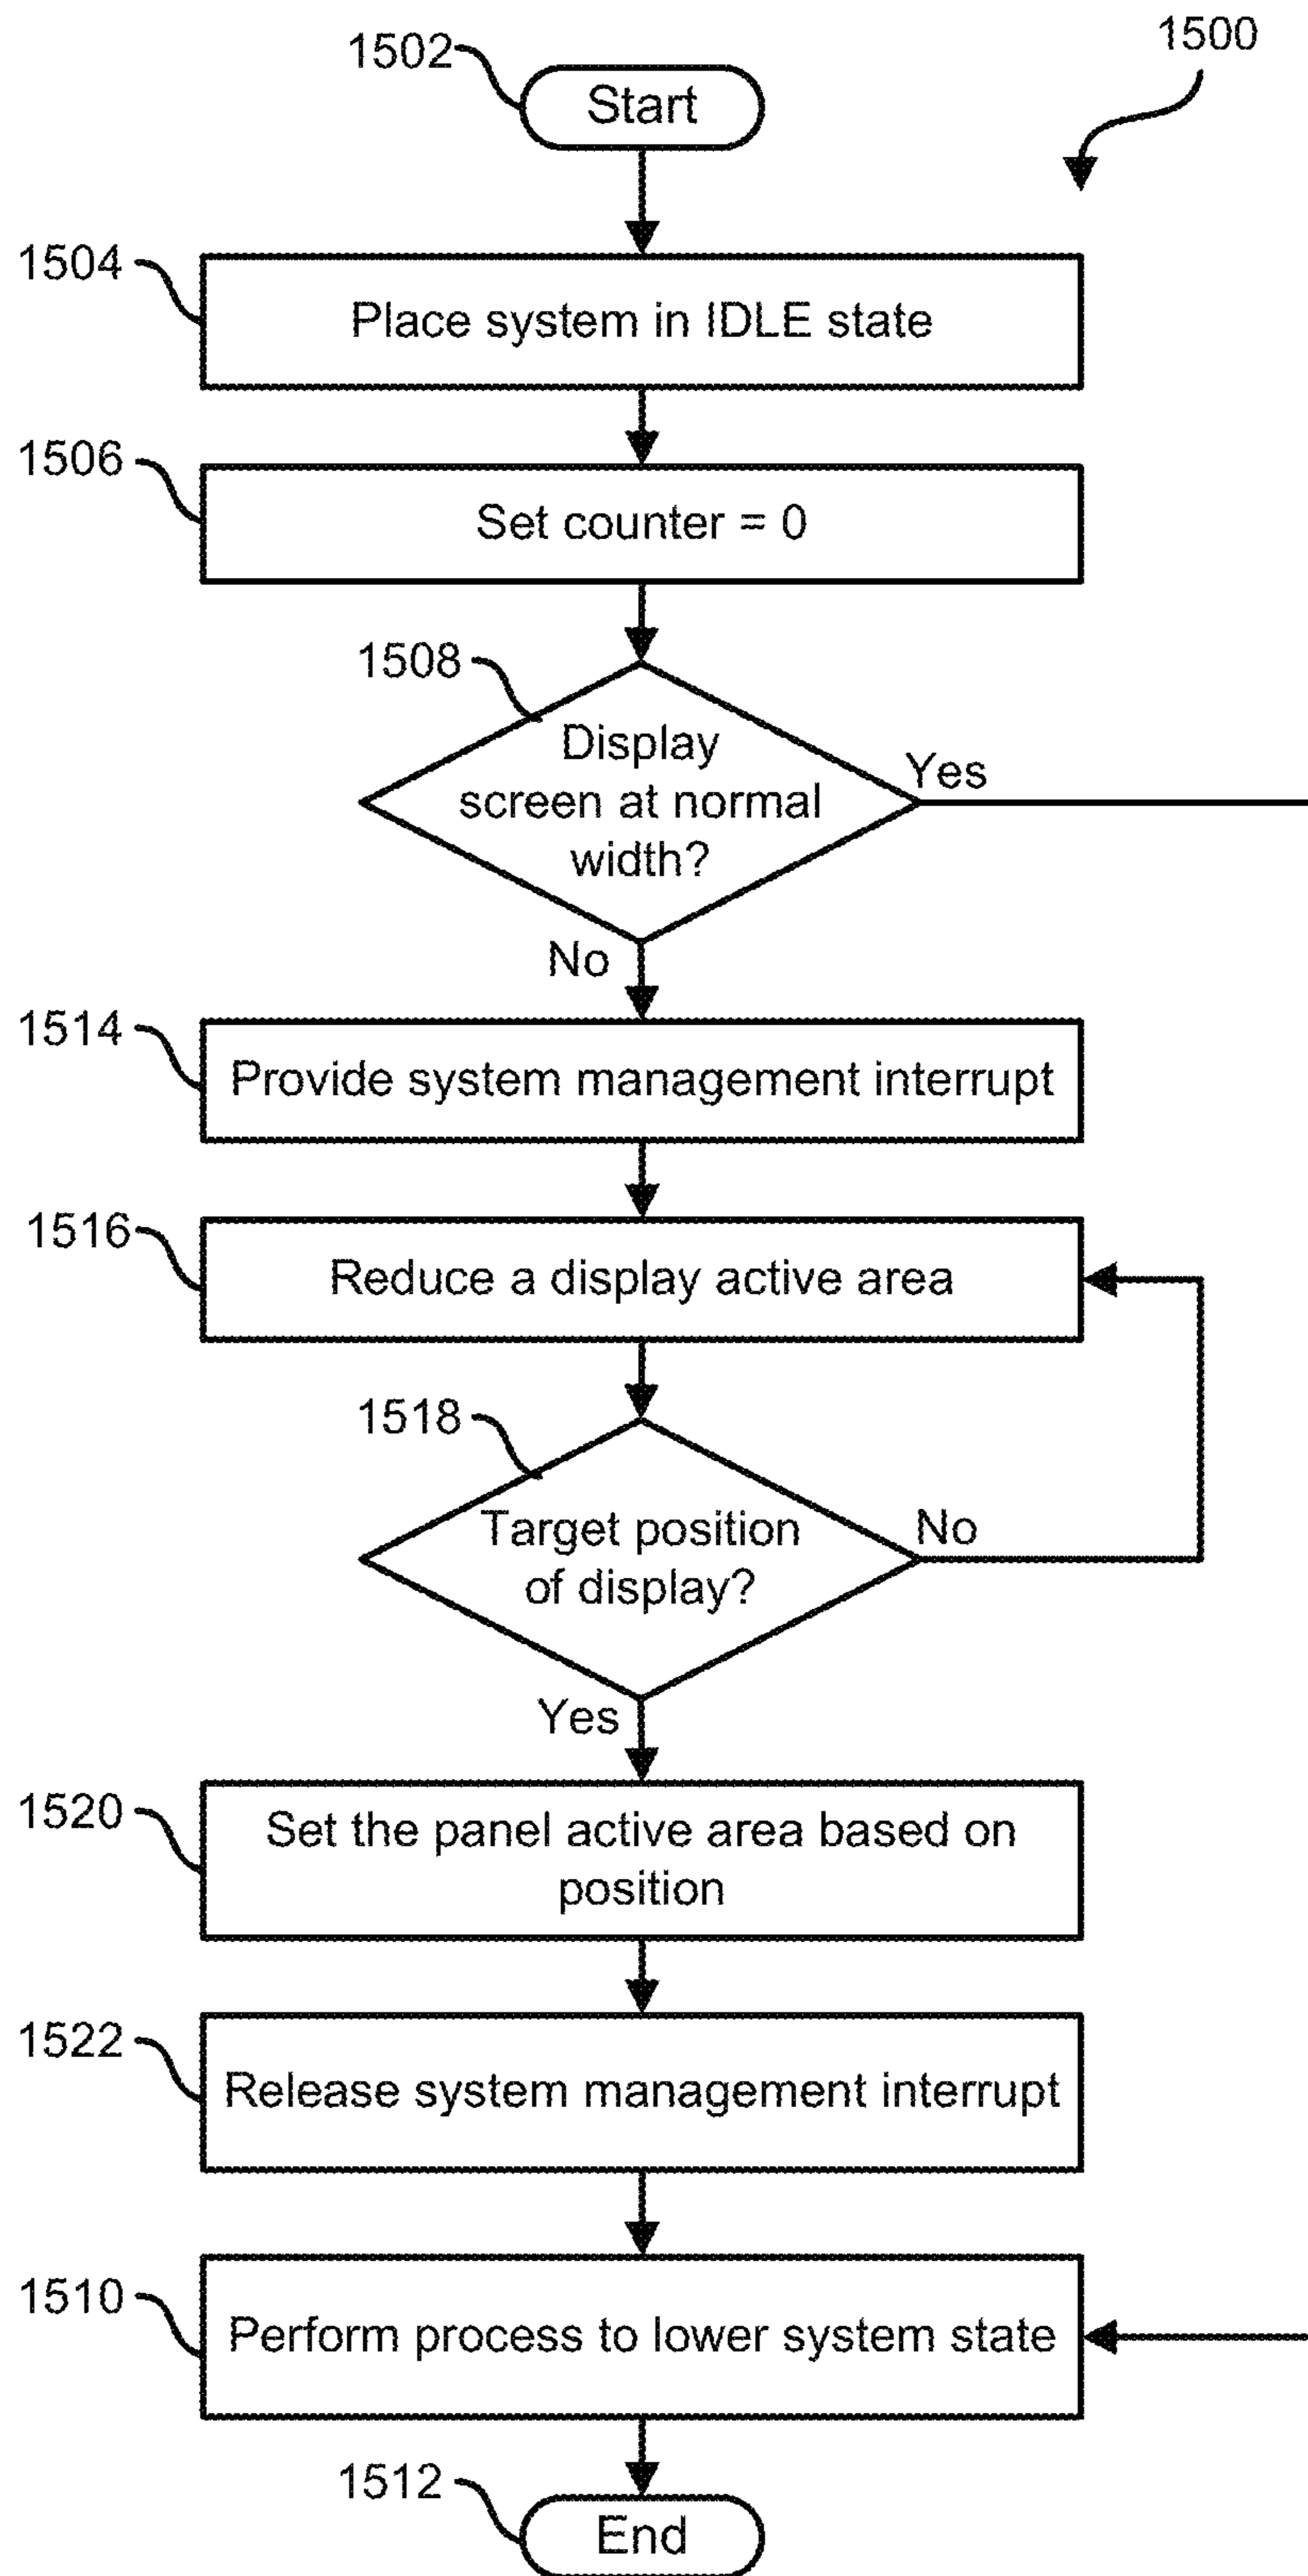 1500
1502
Start
1504
Place system in IDLE state
1506
Set counter = 0
1508
Display
screen at normal
width?
Yes
No
1514
Provide system management interrupt
1516
Reduce a display active area
1518
Target position
of display?
No
Yes
1520
Set the panel active area based on
position
1522
Release system management interrupt
1510
Perform process to lower system state
1512
End